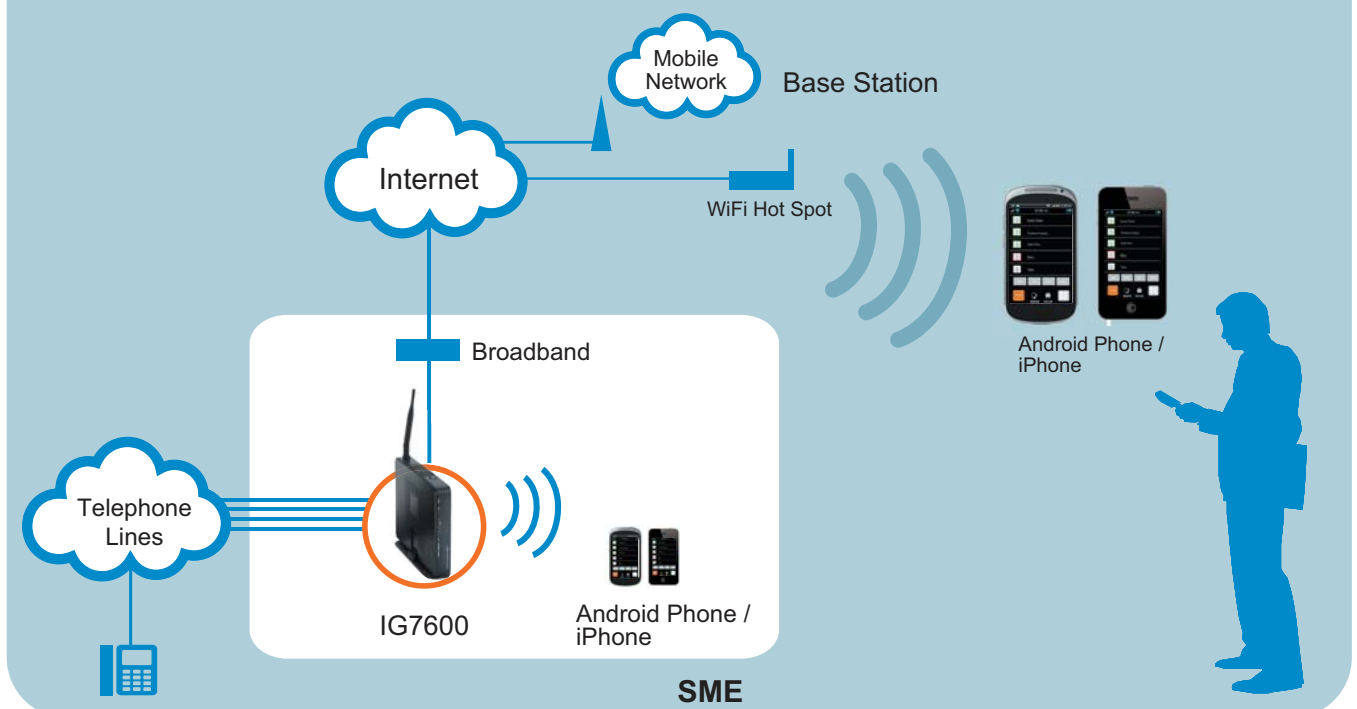 Mobile
Network
Base Station
Internet
WiFi Hot Spot
Android Phone /
iPhone
Broadband
Telephone
Lines
IG7600
Android Phone /
iPhone
SME